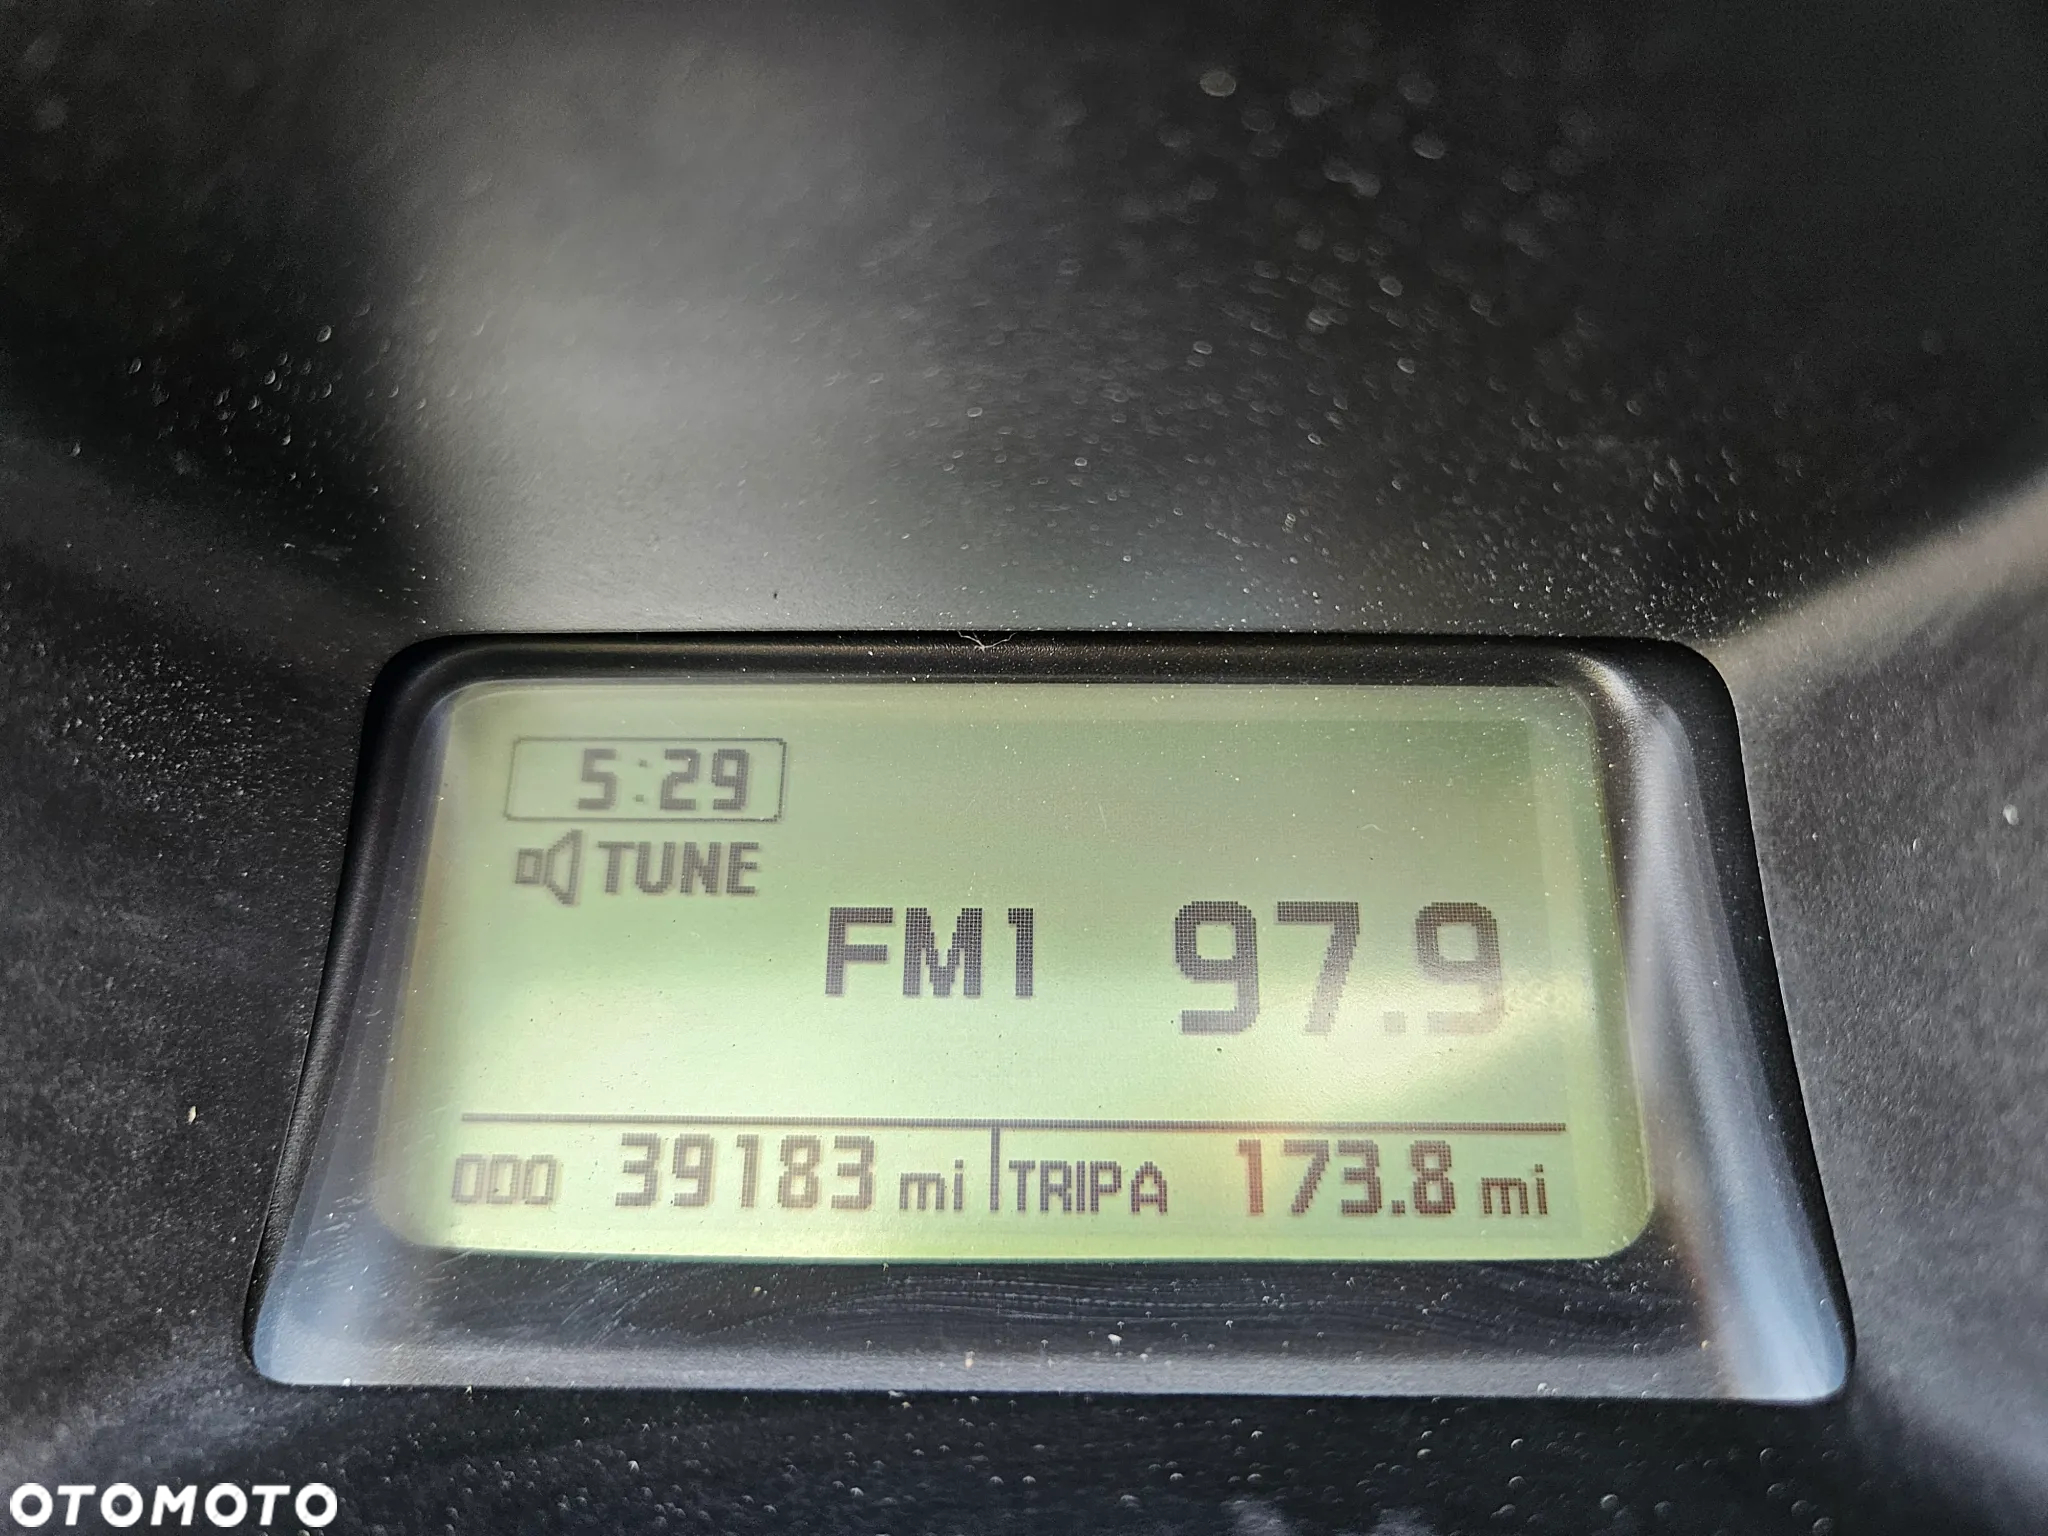 5:29
TUNE
FM1 97.9
ODO 39183 mi TRIPA 173.8 mi
OTOMOTO